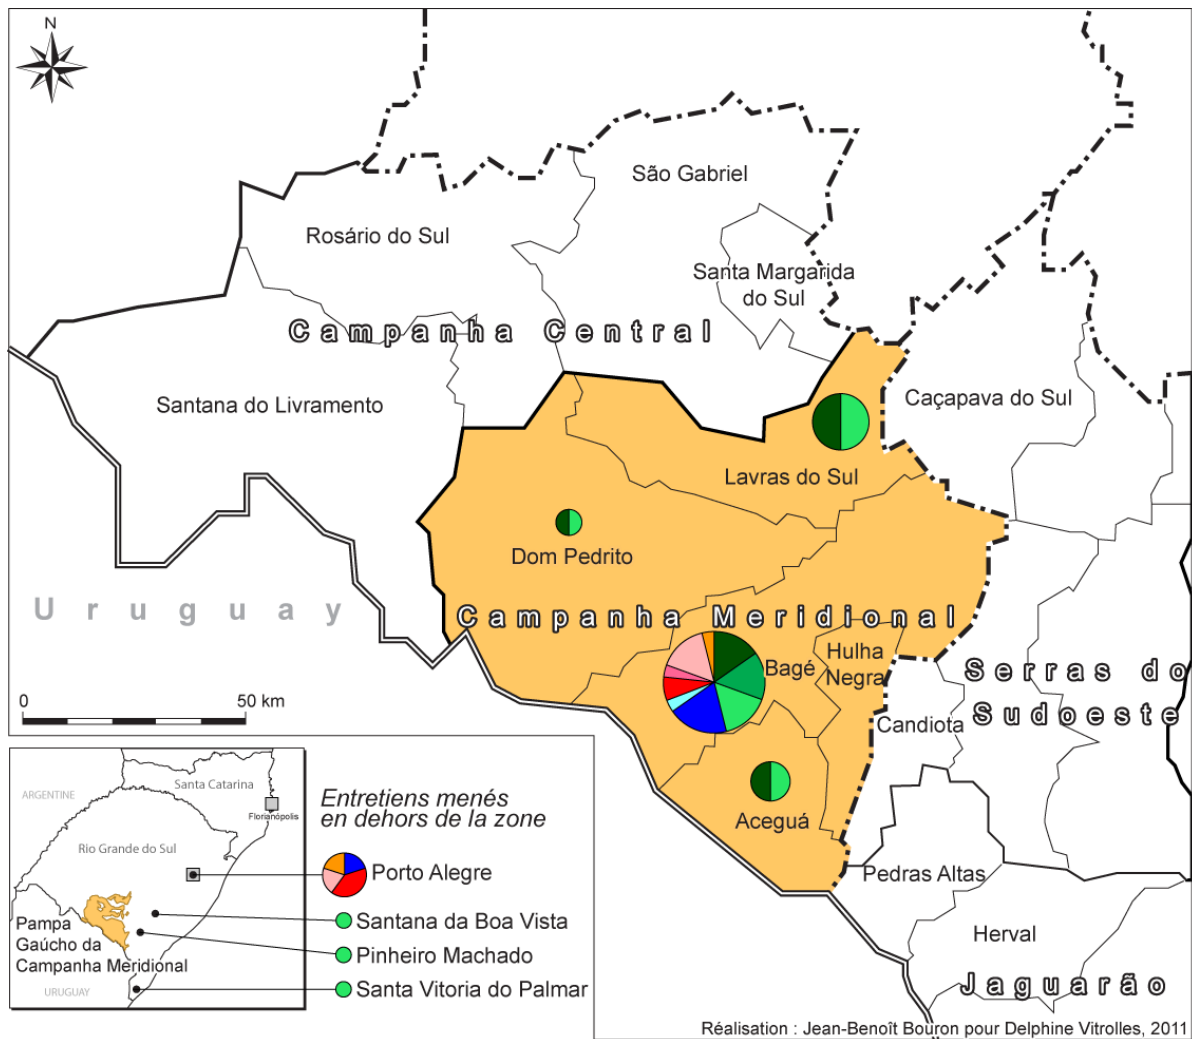 N
São Gabriel
Rosário do Sul
Santa Margarida
do Sul
Campanha Central
Santana do Livramento
Caçapava do Sul
Lavras do Sul
Dom Pedrito
Uruguay
Campanha Meridional
Hulha
Negra
Bagé
Serras do
Sudoeste
Candiota
0
50 km
Aceguá
Pedras Altas
Herval
Jaguarão
ARGENTINE
Santa Catarina
Florianópolis
Rio Grande do Sul
Pampa
Gaúcho da
Campanha Meridional
URUGUAY
Entretiens menés
en dehors de la zone
Porto Alegre
Santana da Boa Vista
Pinheiro Machado
Santa Vitoria do Palmar
Réalisation : Jean-Benoît Bouron pour Delphine Vitrolles, 2011